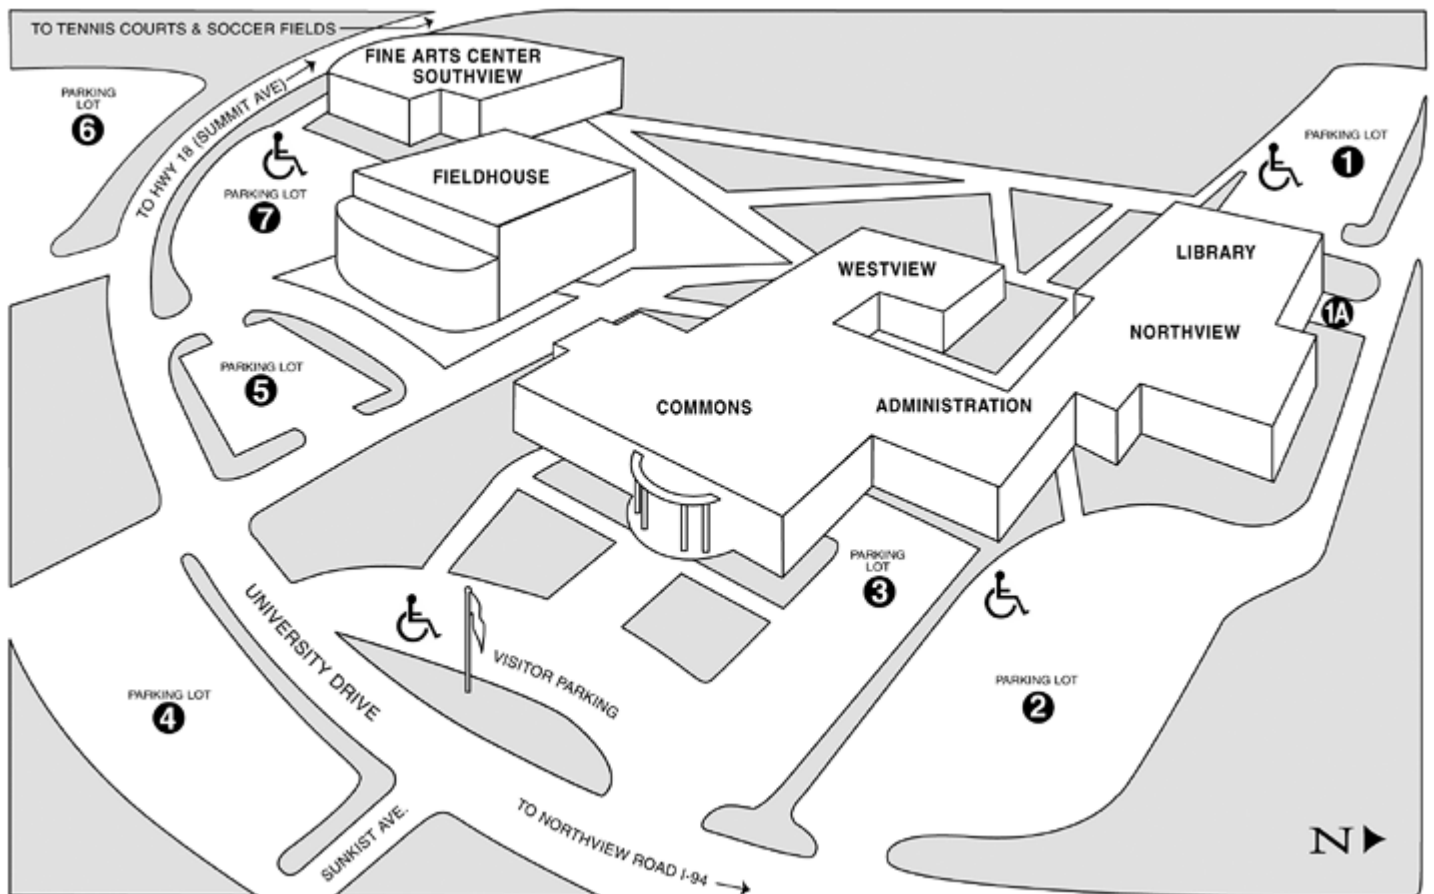 TO TENNIS COURTS & SOCCER FIELDS
FINE ARTS CENTER
SOUTHVIEW
TO HWY 18 (SUMMIT AVE)
PARKING
LOT
6
PARKING LOT
7
FIELDHOUSE
PARKING LOT
1
LIBRARY
WESTVIEW
1A
NORTHVIEW
PARKING LOT
5
COMMONS
ADMINISTRATION
PARKING
LOT
3
UNIVERSITY DRIVE
VISITOR PARKING
PARKING LOT
4
PARKING LOT
2
SUNKIST AVE.
TO NORTHVIEW ROAD I-94
N